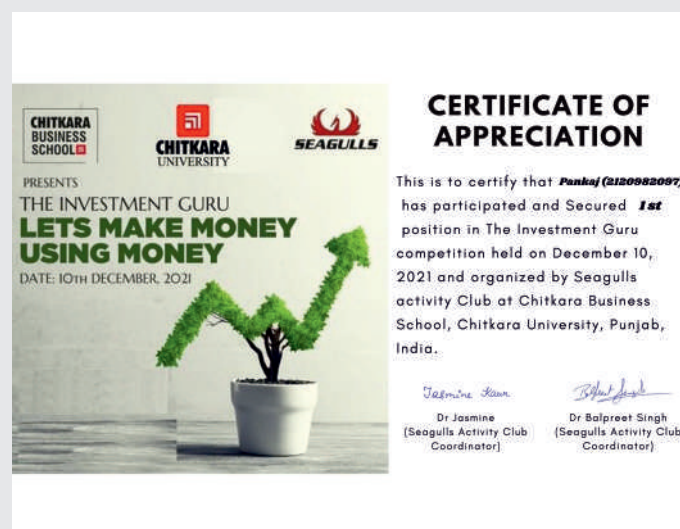 CHITKARA
BUSINESS
SCHOOL
CHITKARA
UNIVERSITY
SEAGULLS
PRESENTS
THE INVESTMENT GURU
LETS MAKE MONEY
USING MONEY
DATE: 10TH DECEMBER, 2021
CERTIFICATE OF
APPRECIATION
This is to certify that Pankaj (2120982097)
has participated and Secured 1st
position in The Investment Guru
competition held on December 10,
2021 and organized by Seagulls
activity Club at Chitkara Business
School, Chitkara University, Punjab,
India.
Jasmine Kaur
Balpreet Singh
Dr Jasmine
(Seagulls Activity Club
Coordinator)
Dr Balpreet Singh
(Seagulls Activity Club
Coordinator)